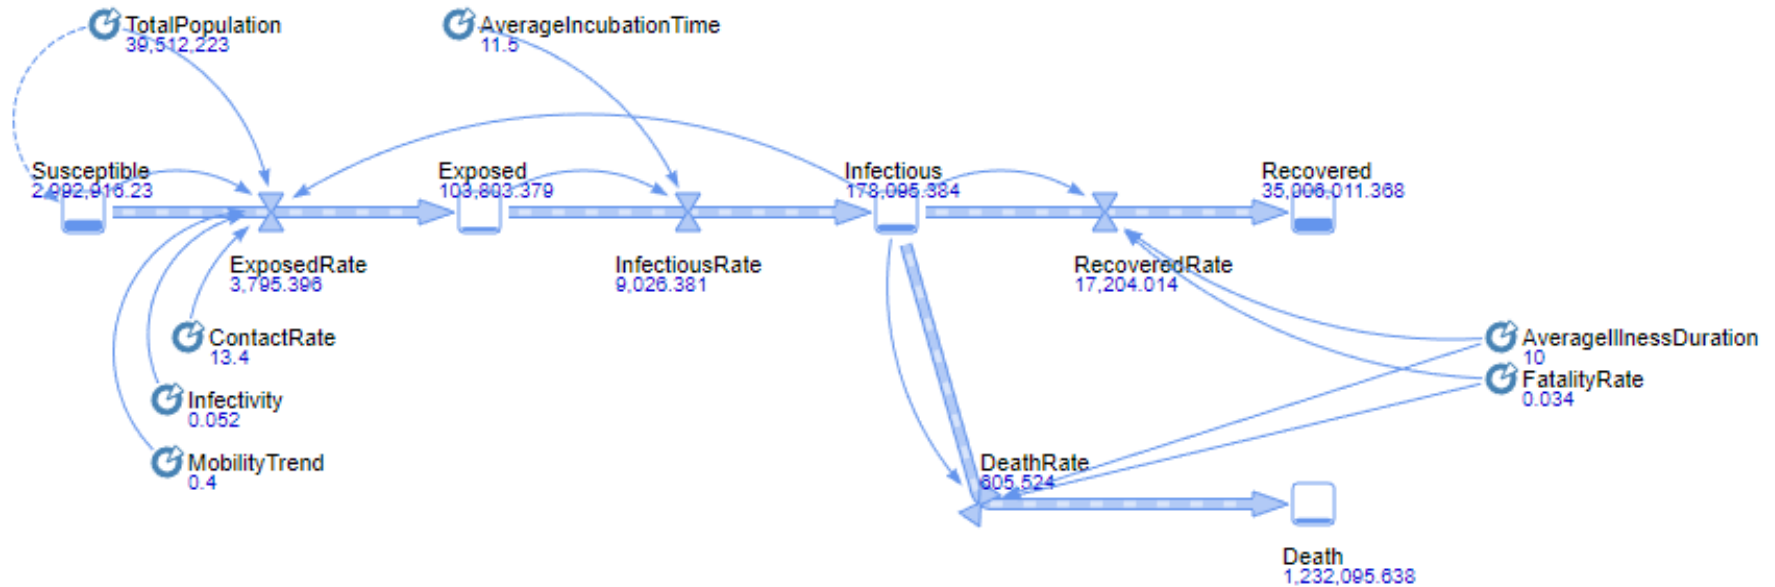 TotalPopulation
39,512,223
AverageIncubationTime
11.5
Susceptible
2,992,916.23
Exposed
103,803.379
Infectious
178,095.384
Recovered
35,006,011.368
ExposedRate
3,795.396
InfectiousRate
9,026.381
RecoveredRate
17,204.014
ContactRate
13.4
AverageIllnessDuration
10
Infectivity
0.052
FatalityRate
0.034
MobilityTrend
0.4
DeathRate
605.524
Death
1,232,095.638